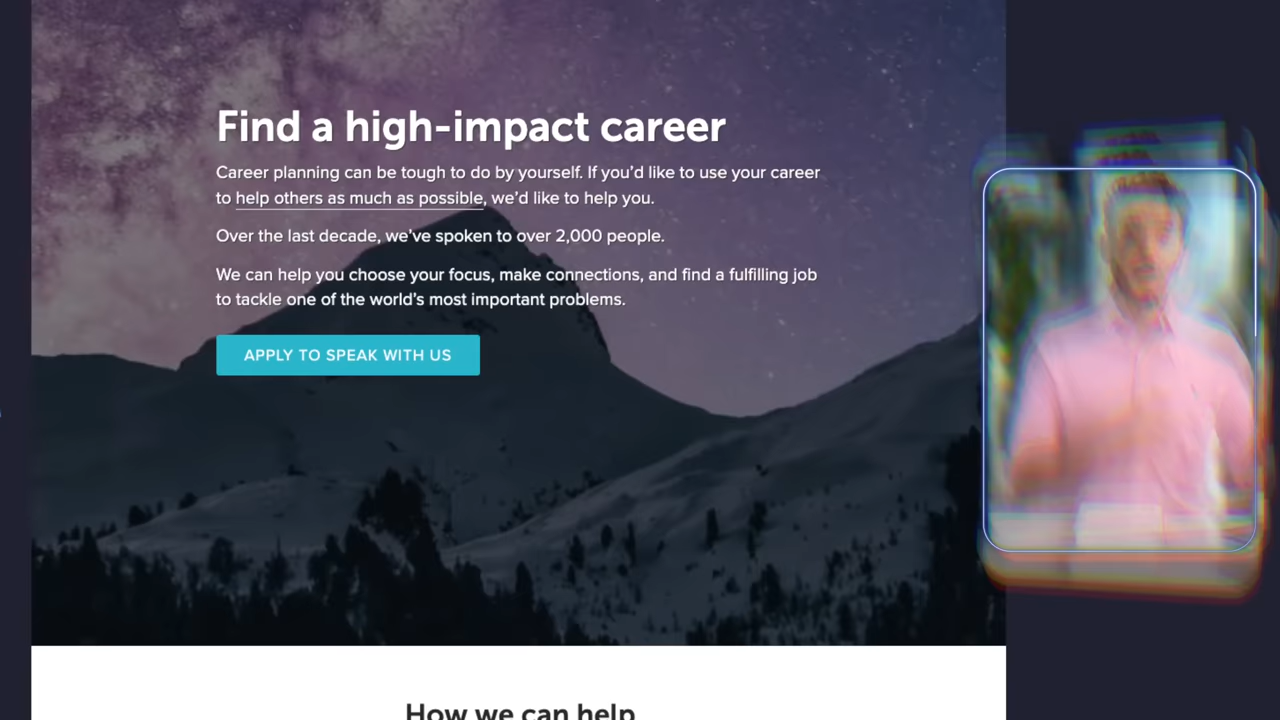 Find a high-impact career
Career planning can be tough to do by yourself. If you’d like to use your career
to help others as much as possible, we’d like to help you.
Over the last decade, we’ve spoken to over 2,000 people.
We can help you choose your focus, make connections, and find a fulfilling job
to tackle one of the world’s most important problems.
APPLY TO SPEAK WITH US
How we can help